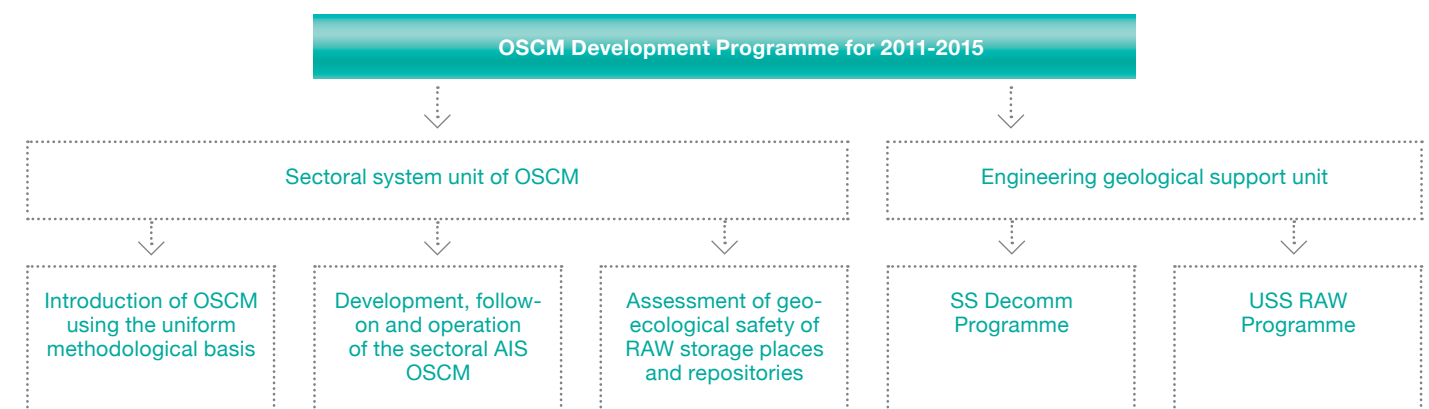 OSCM Development Programme for 2011-2015
Sectoral system unit of OSCM
Engineering geological support unit
Introduction of OSCM
using the uniform
methodological basis
Development, follow-
on and operation
of the sectoral AIS
OSCM
Assessment of geo-
ecological safety of
RAW storage places
and repositories
SS Decomm
Programme
USS RAW
Programme